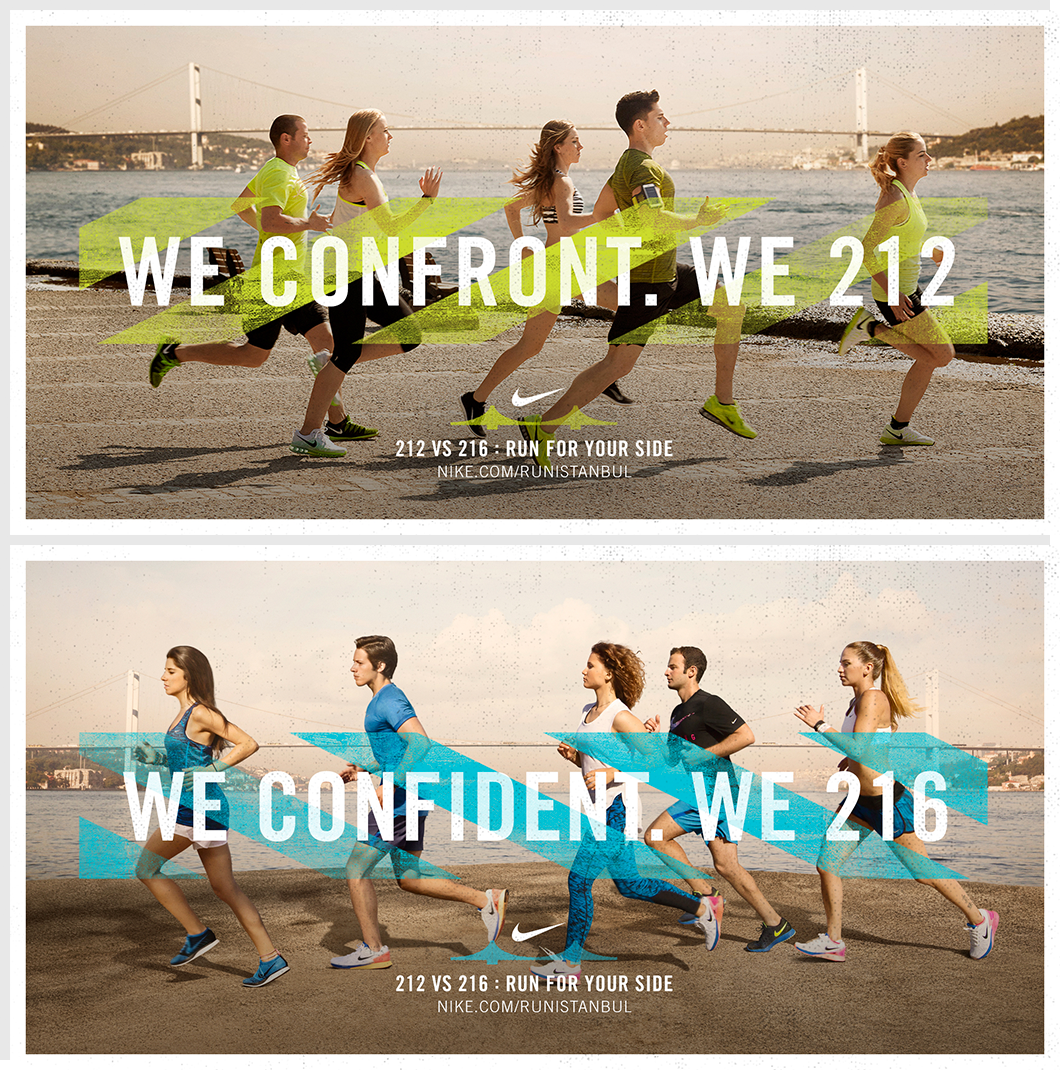 WE CONFRONT. WE 212
212 VS 216 : RUN FOR YOUR SIDE
NIKE.COM/RUNISTANBUL
WE CONFIDENT. WE 216
212 VS 216 : RUN FOR YOUR SIDE
NIKE.COM/RUNISTANBUL